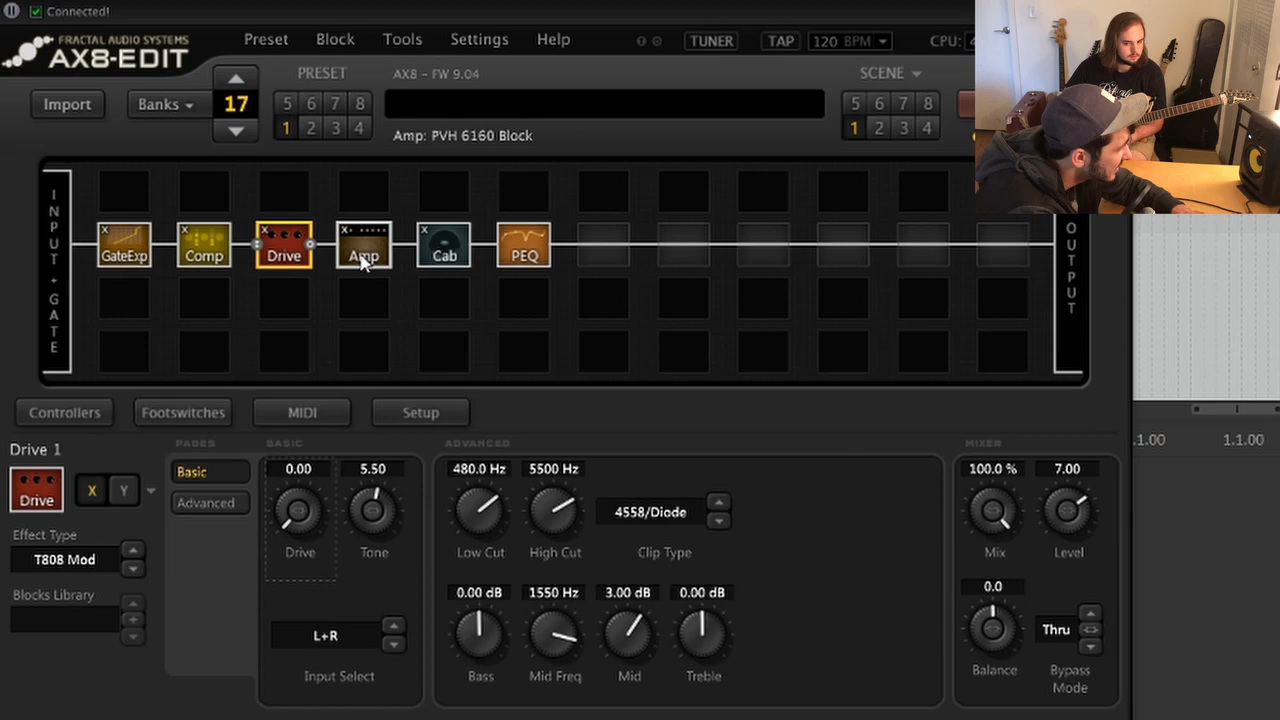 Connected!
FRACTAL AUDIO SYSTEMS
AX8-EDIT
Preset Block Tools Settings Help TUNER TAP 120 BPM CPU:
PRESET AX8 – FW 9.04 SCENE
Import Banks 17 5 6 7 8 5 6 7 8
1 2 3 4 Amp: PVH 6160 Block 1 2 3 4
INPUT + GATE
X X X X X
GateExp Comp Drive Amp Cab PEQ
OUTPUT
Controllers Footswitches MIDI Setup
Drive 1 PAGES BASIC ADVANCED MIXER
.1.00 1.1.00
Basic 0.00 5.50 480.0 Hz 5500 Hz 100.0 % 7.00
Drive X Y Advanced 4558/Diode
Effect Type Drive Tone Low Cut High Cut Clip Type Mix Level
T808 Mod
Blocks Library 0.00 dB 1550 Hz 3.00 dB 0.00 dB 0.0
L+R Thru
Input Select Bass Mid Freq Mid Treble Balance Bypass
Mode